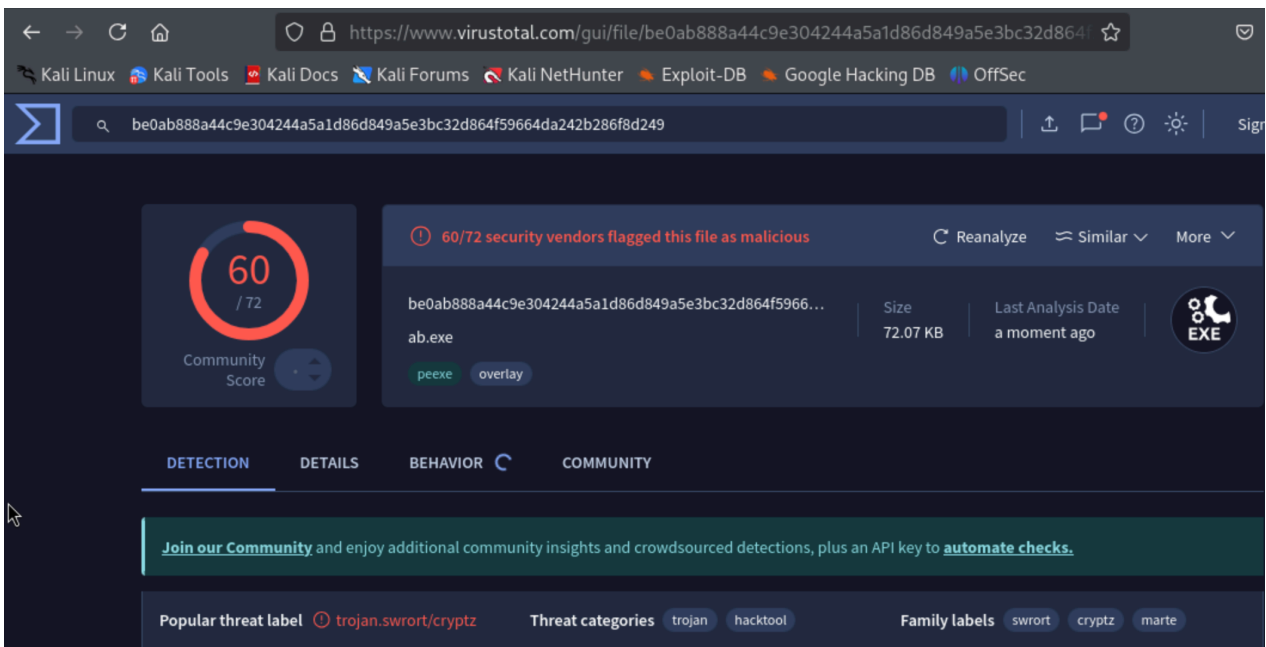 https://www.virustotal.com/gui/file/be0ab888a44c9e304244a5a1d86d849a5e3bc32d864f
Kali Linux Kali Tools Kali Docs Kali Forums Kali NetHunter Exploit-DB Google Hacking DB OffSec
be0ab888a44c9e304244a5a1d86d849a5e3bc32d864f59664da242b286f8d249 Sign
60
/ 72
Community
Score
60/72 security vendors flagged this file as malicious Reanalyze Similar More
be0ab888a44c9e304244a5a1d86d849a5e3bc32d864f5966… Size Last Analysis Date
ab.exe 72.07 KB a moment ago
EXE
peexe overlay
DETECTION DETAILS BEHAVIOR COMMUNITY
Join our Community and enjoy additional community insights and crowdsourced detections, plus an API key to automate checks.
Popular threat label trojan.swrort/cryptz Threat categories trojan hacktool Family labels swrort cryptz marte